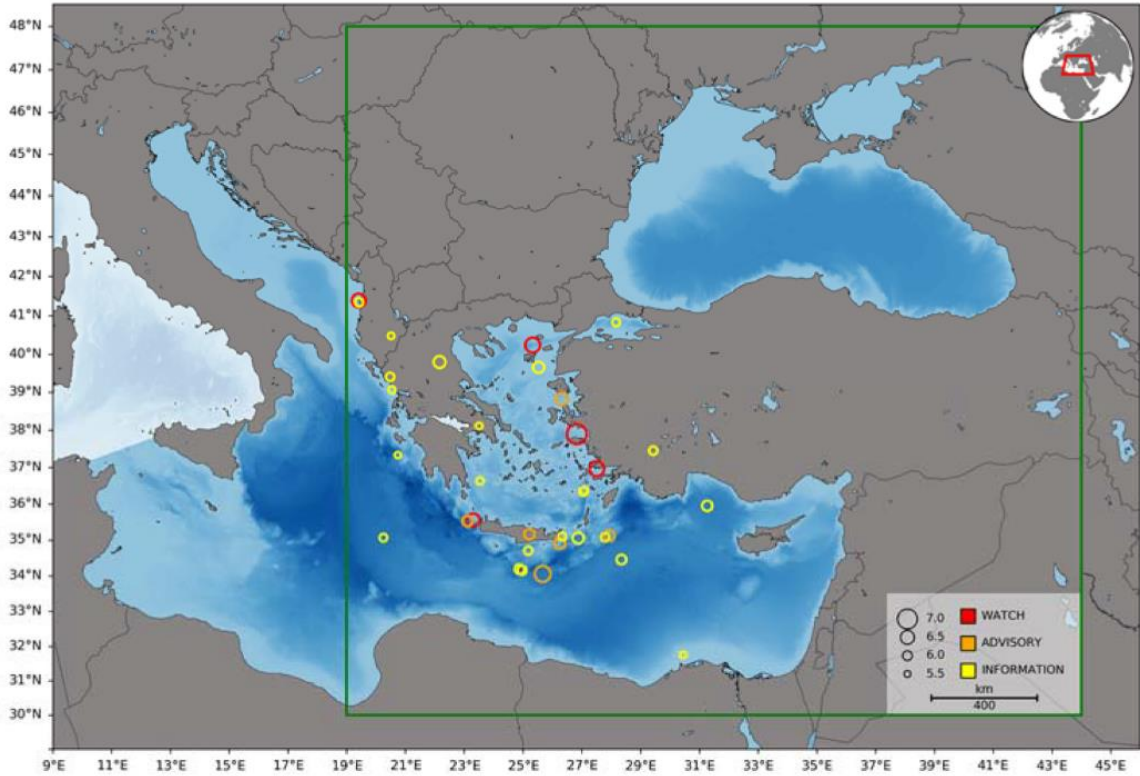 48°N
47°N
46°N
45°N
44°N
43°N
42°N
41°N
40°N
39°N
38°N
37°N
36°N
35°N
34°N
33°N
32°N
31°N
30°N
7.0 WATCH
6.5
6.0 ADVISORY
5.5 INFORMATION
km
400
9°E 11°E 13°E 15°E 17°E 19°E 21°E 23°E 25°E 27°E 29°E 31°E 33°E 35°E 37°E 39°E 41°E 43°E 45°E